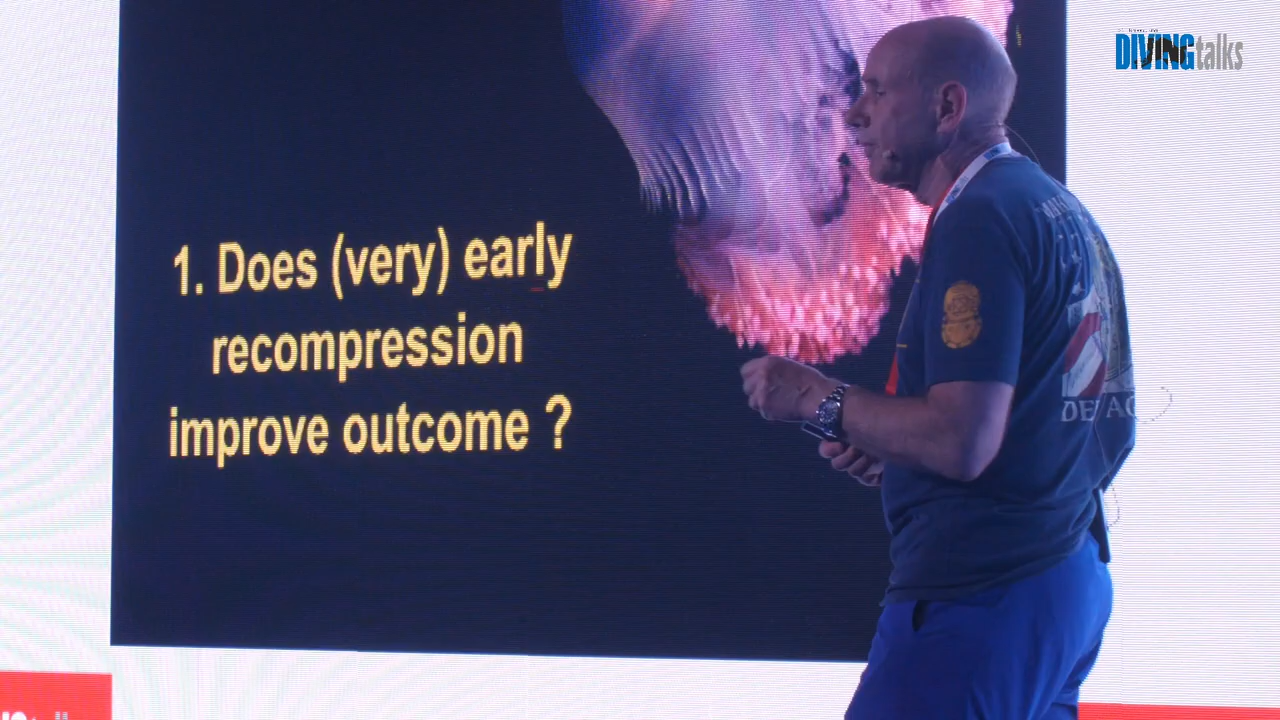 DIVINGtalks
1. Does (very) early
recompression
improve outcome ?